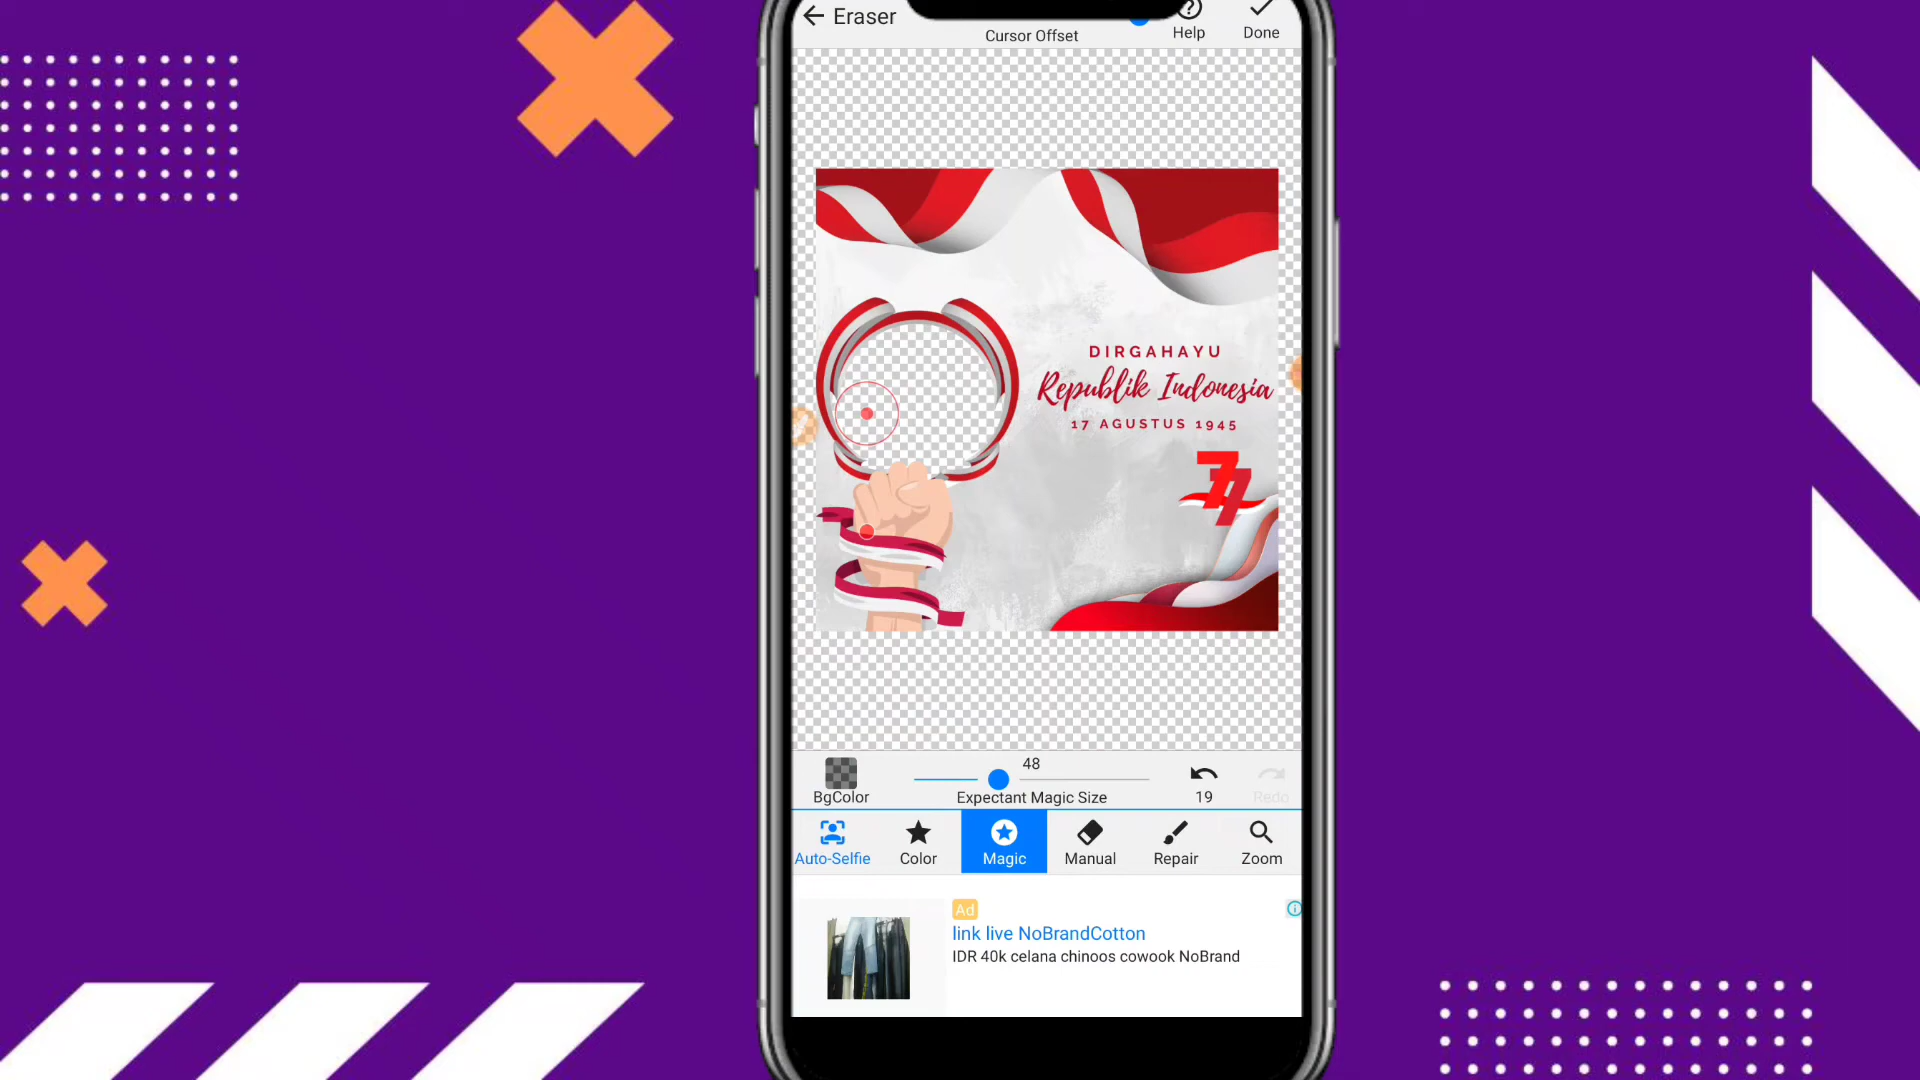 Eraser
Cursor Offset
Help
Done
DIRGAHAYU
Republik Indonesia
17 AGUSTUS 1945
77
48
BgColor
Expectant Magic Size
19
Redo
Auto-Selfie
Color
Magic
Manual
Repair
Zoom
Ad
link live NoBrandCotton
IDR 40k celana chinoos cowook NoBrand